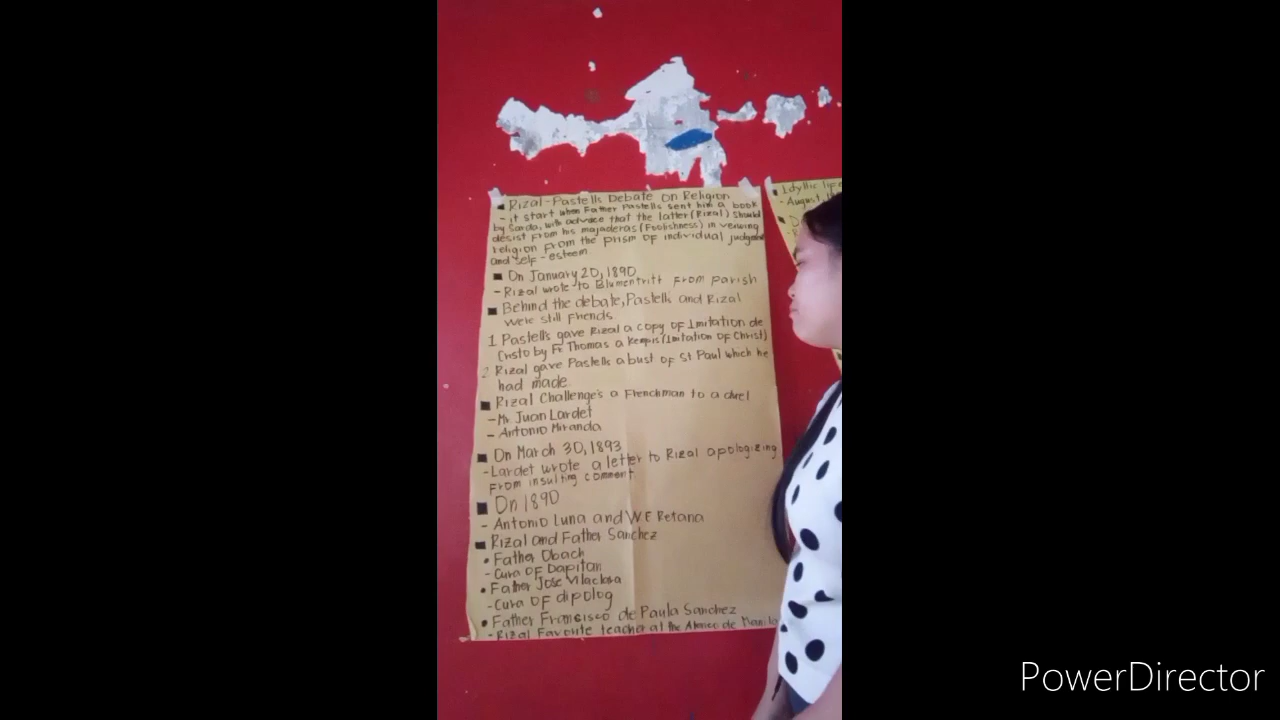 ■ Rizal-Pastells Debate On Religion
- it start when Father Pastells sent him a book
by Sarda, with advice that the latter (Rizal) should
desist from his majaderas (Foolishness) in veiwing
religion from the prism of individual judgement
and self-esteem
■ On January 20, 1890
- Rizal wrote to Blumentritt From parish
■ Behind the debate, Pastells and Rizal
were still Friends
1 Pastells gave Rizal a copy of Imitation de
Cristo by Fr Thomas a Kempis (Imitation of Christ)
2 Rizal gave Pastells a bust of St Paul which he
had made
■ Rizal Challenge's a Frenchman to a duel
- Mr Juan Lardet
- Antonio Miranda
■ On March 30, 1893
- Lardet wrote a letter to Rizal apologizing
From insulting comment
■ On 1890
- Antonio Luna and W E Retana
■ Rizal and Father Sanchez
• Father Obach
- Cura OF Dapitan
• Father Jose Vilaclara
- Cura OF dipolog
• Father Francisco de Paula Sanchez
- Rizal Favorite teacher at the Ateneo de Manila
■ Idyllic life
- August
PowerDirector